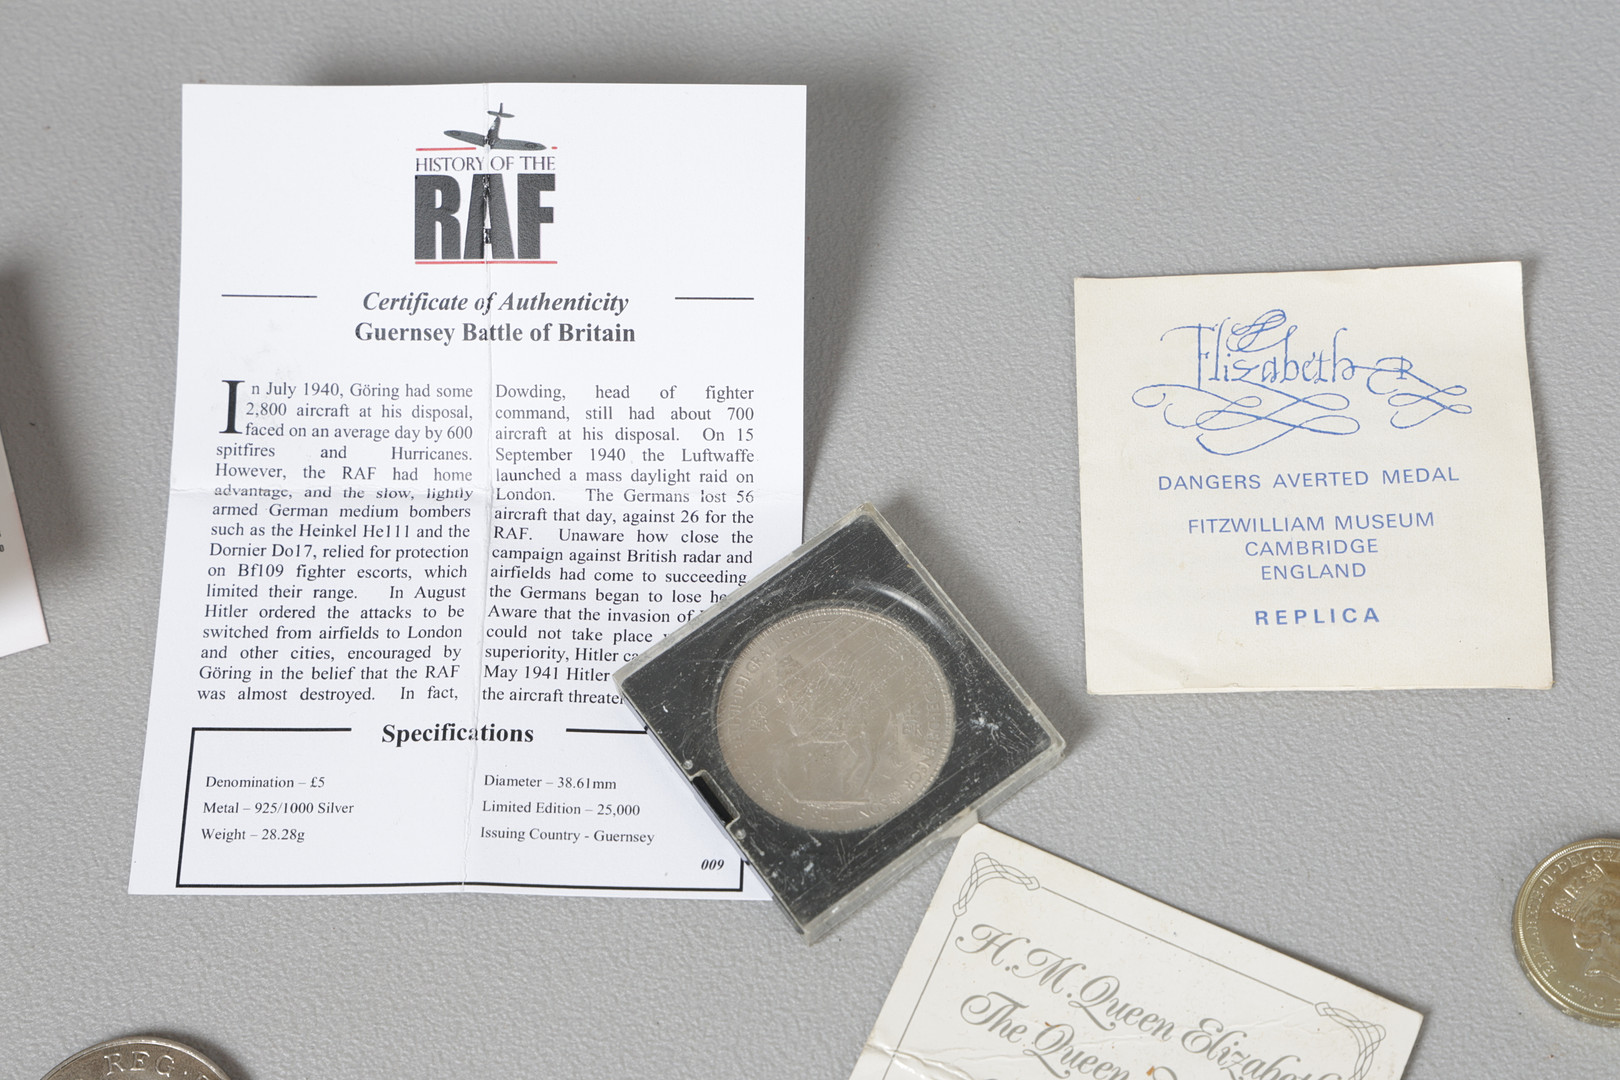 HISTORY OF THE
RAF
Certificate of Authenticity
Guernsey Battle of Britain
In July 1940, Göring had some
2,800 aircraft at his disposal,
faced on an average day by 600
spitfires and Hurricanes.
However, the RAF had home
advantage, and the slow, lightly
armed German medium bombers
such as the Heinkel He111 and the
Dornier Do17, relied for protection
on Bf109 fighter escorts, which
limited their range. In August
Hitler ordered the attacks to be
switched from airfields to London
and other cities, encouraged by
Göring in the belief that the RAF
was almost destroyed. In fact,
Dowding, head of fighter
command, still had about 700
aircraft at his disposal. On 15
September 1940 the Luftwaffe
launched a mass daylight raid on
London. The Germans lost 56
aircraft that day, against 26 for the
RAF. Unaware how close the
campaign against British radar and
airfields had come to succeeding
the Germans began to lose
Aware that the invasion of
could not take place
superiority, Hitler
May 1941 Hitler
the aircraft
Specifications
Denomination – £5
Metal – 925/1000 Silver
Weight – 28.28g
Diameter – 38.61mm
Limited Edition – 25,000
Issuing Country - Guernsey
009
Elizabeth R
DANGERS AVERTED MEDAL
FITZWILLIAM MUSEUM
CAMBRIDGE
ENGLAND
REPLICA
H.M. Queen
The Queen
REG